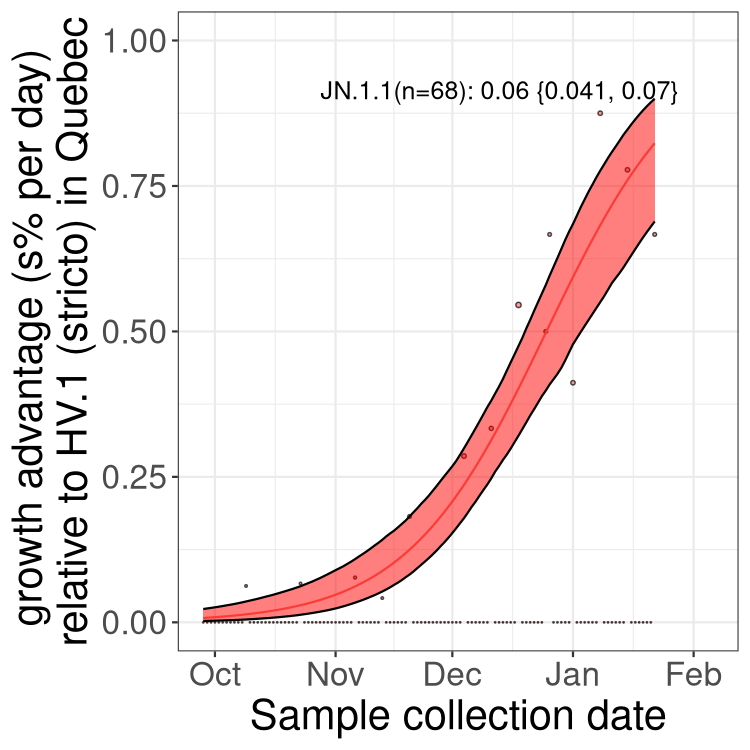 growth advantage (s% per day)
relative to HV.1 (stricto) in Quebec
1.00
0.75
0.50
0.25
0.00
JN.1.1(n=68): 0.06 {0.041, 0.07}
Oct Nov Dec Jan Feb
Sample collection date